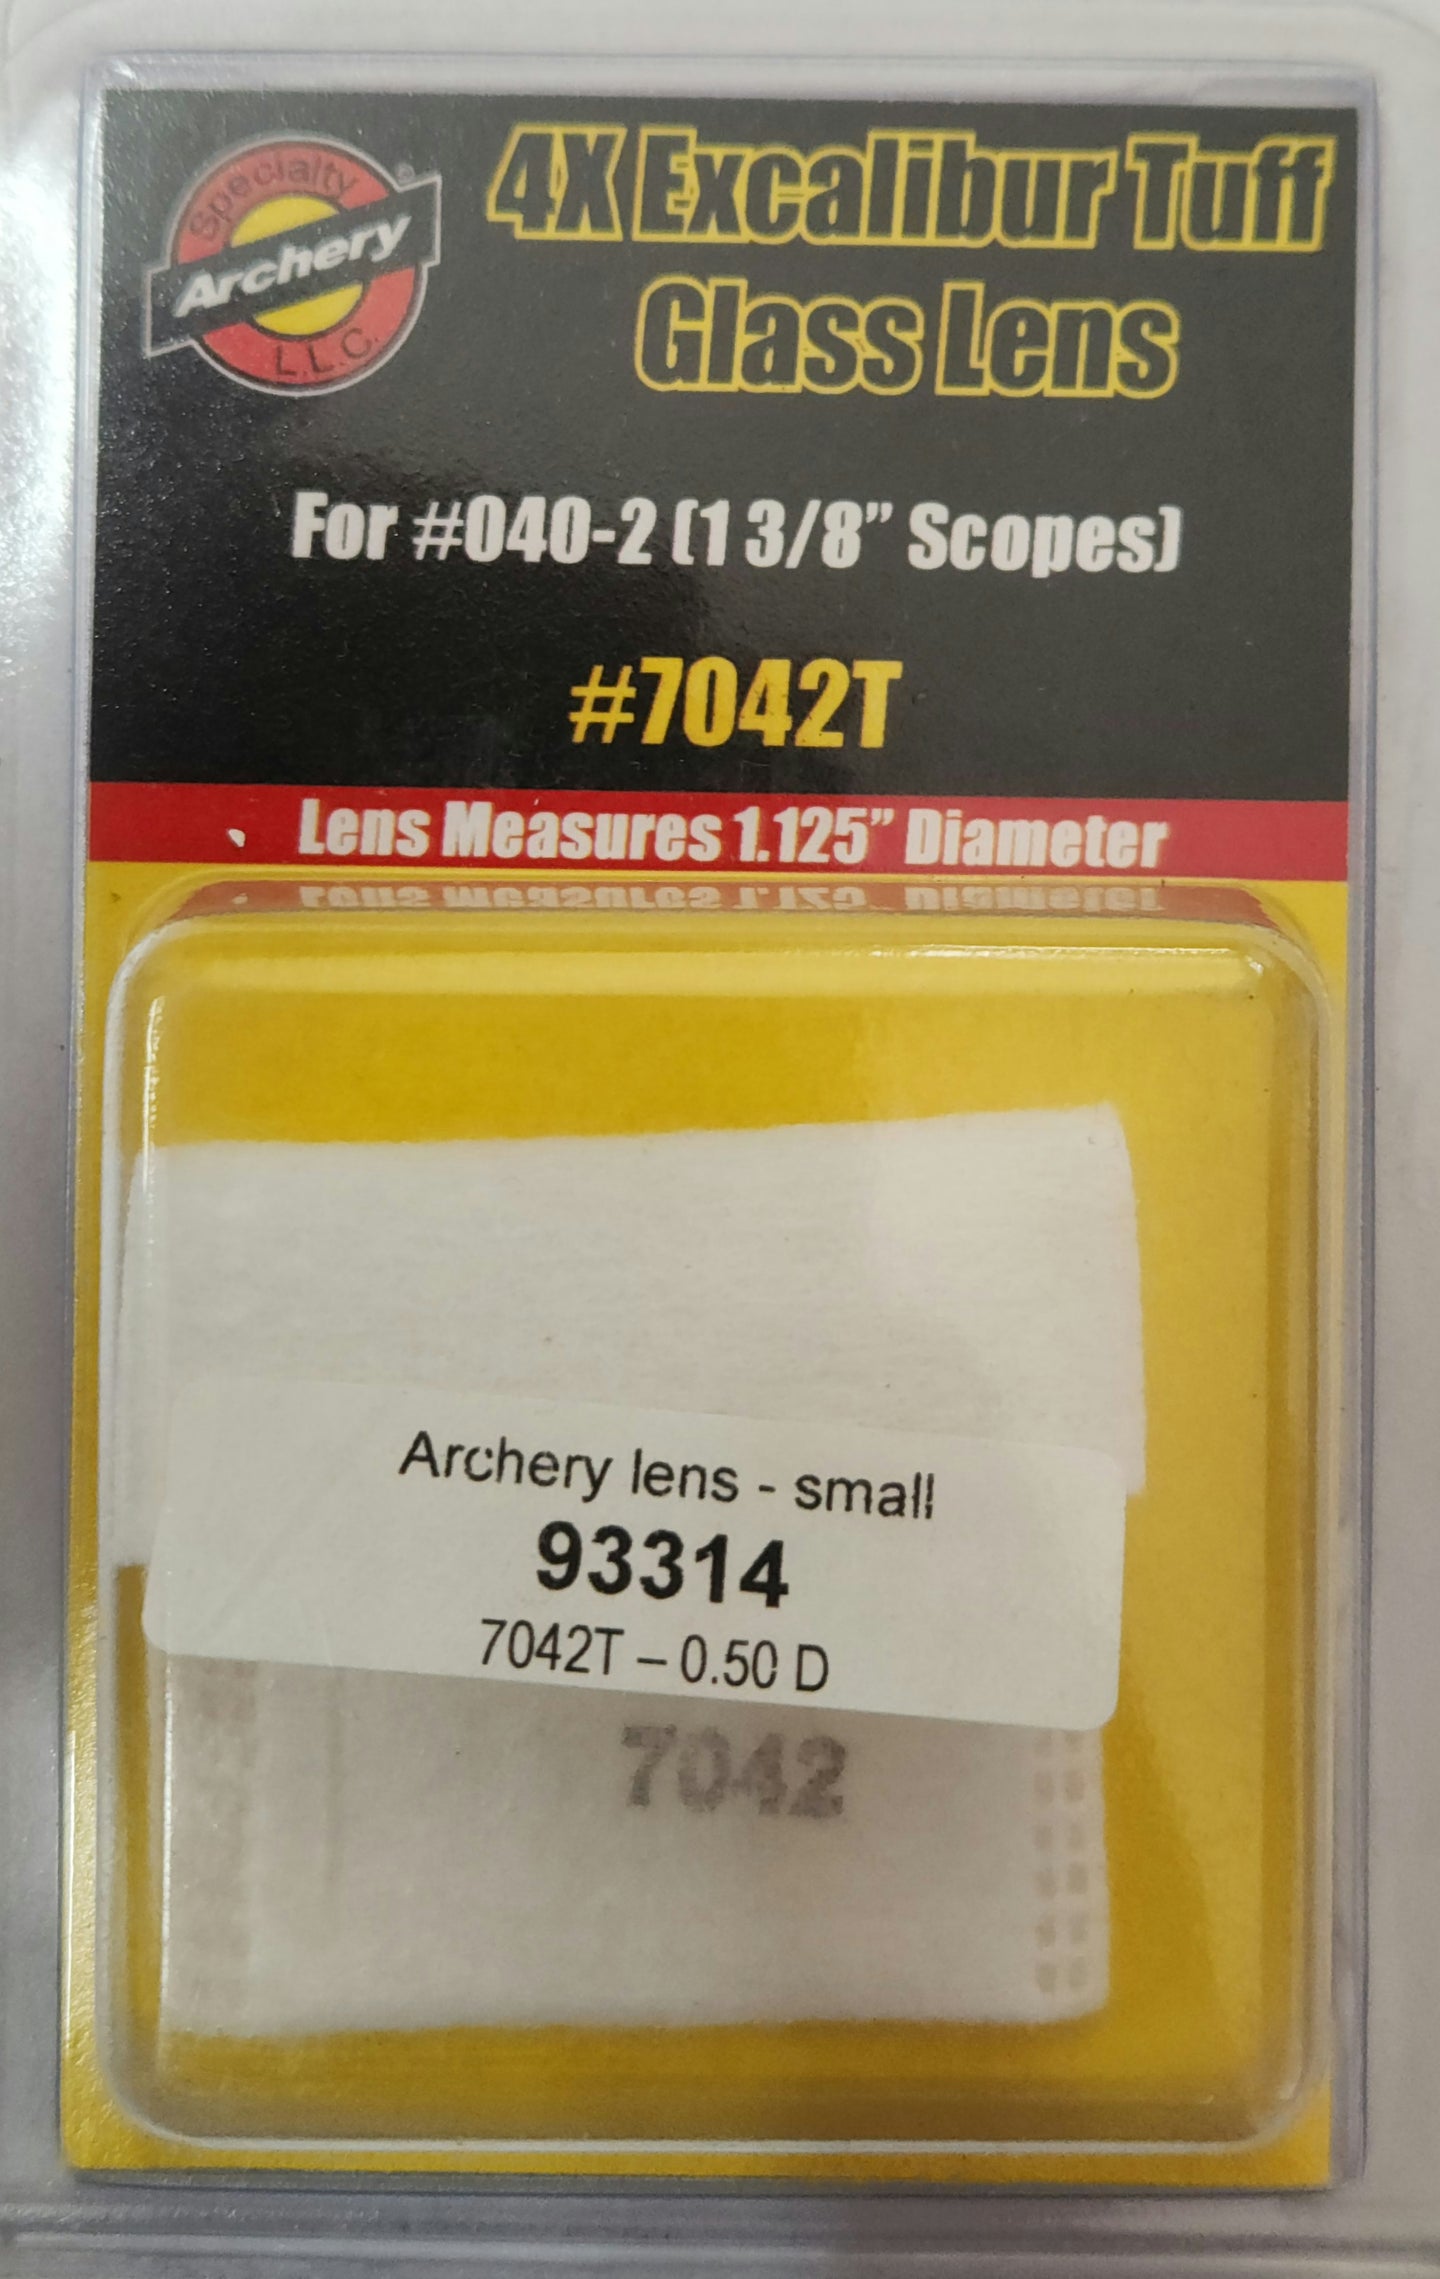 Specialty
Archery
L.L.C.
®
4X Excalibur Tuff
Glass Lens
For #040-2 (1 3/8” Scopes)
#7042T
Lens Measures 1.125” Diameter
Archery lens - small
93314
7042T – 0.50 D
7042